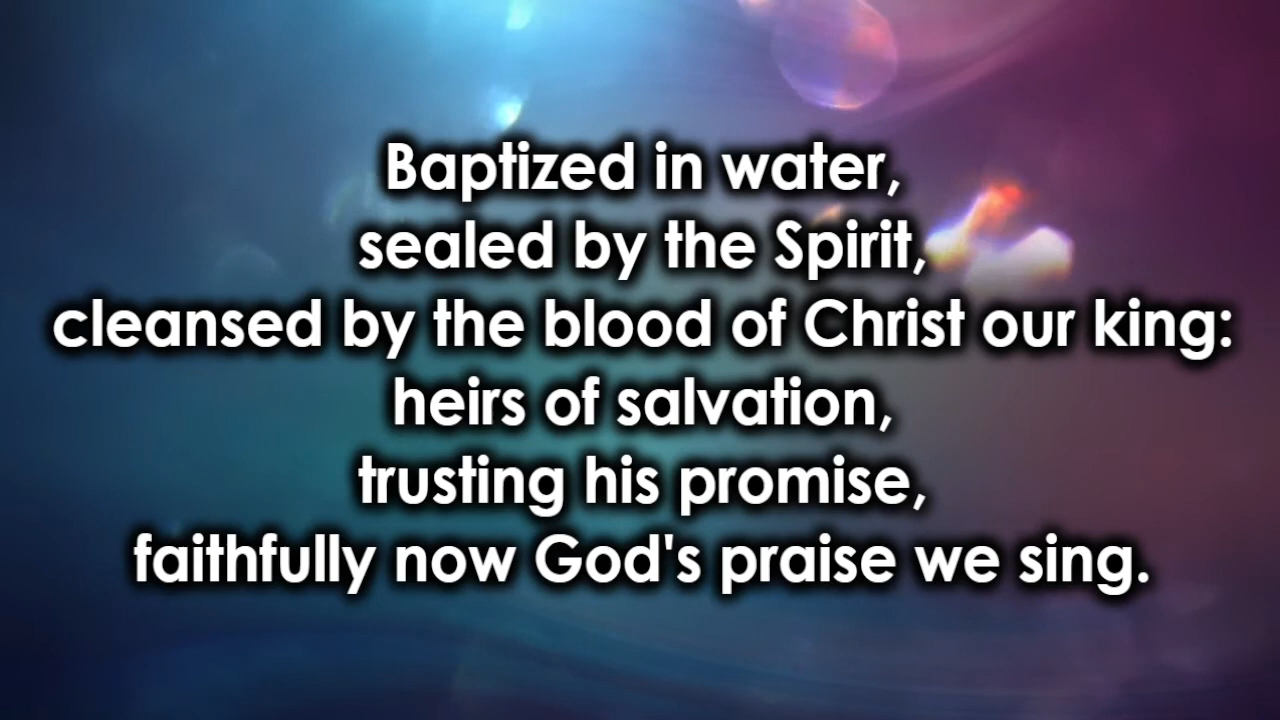 Baptized in water,
sealed by the Spirit,
cleansed by the blood of Christ our king:
heirs of salvation,
trusting his promise,
faithfully now God's praise we sing.